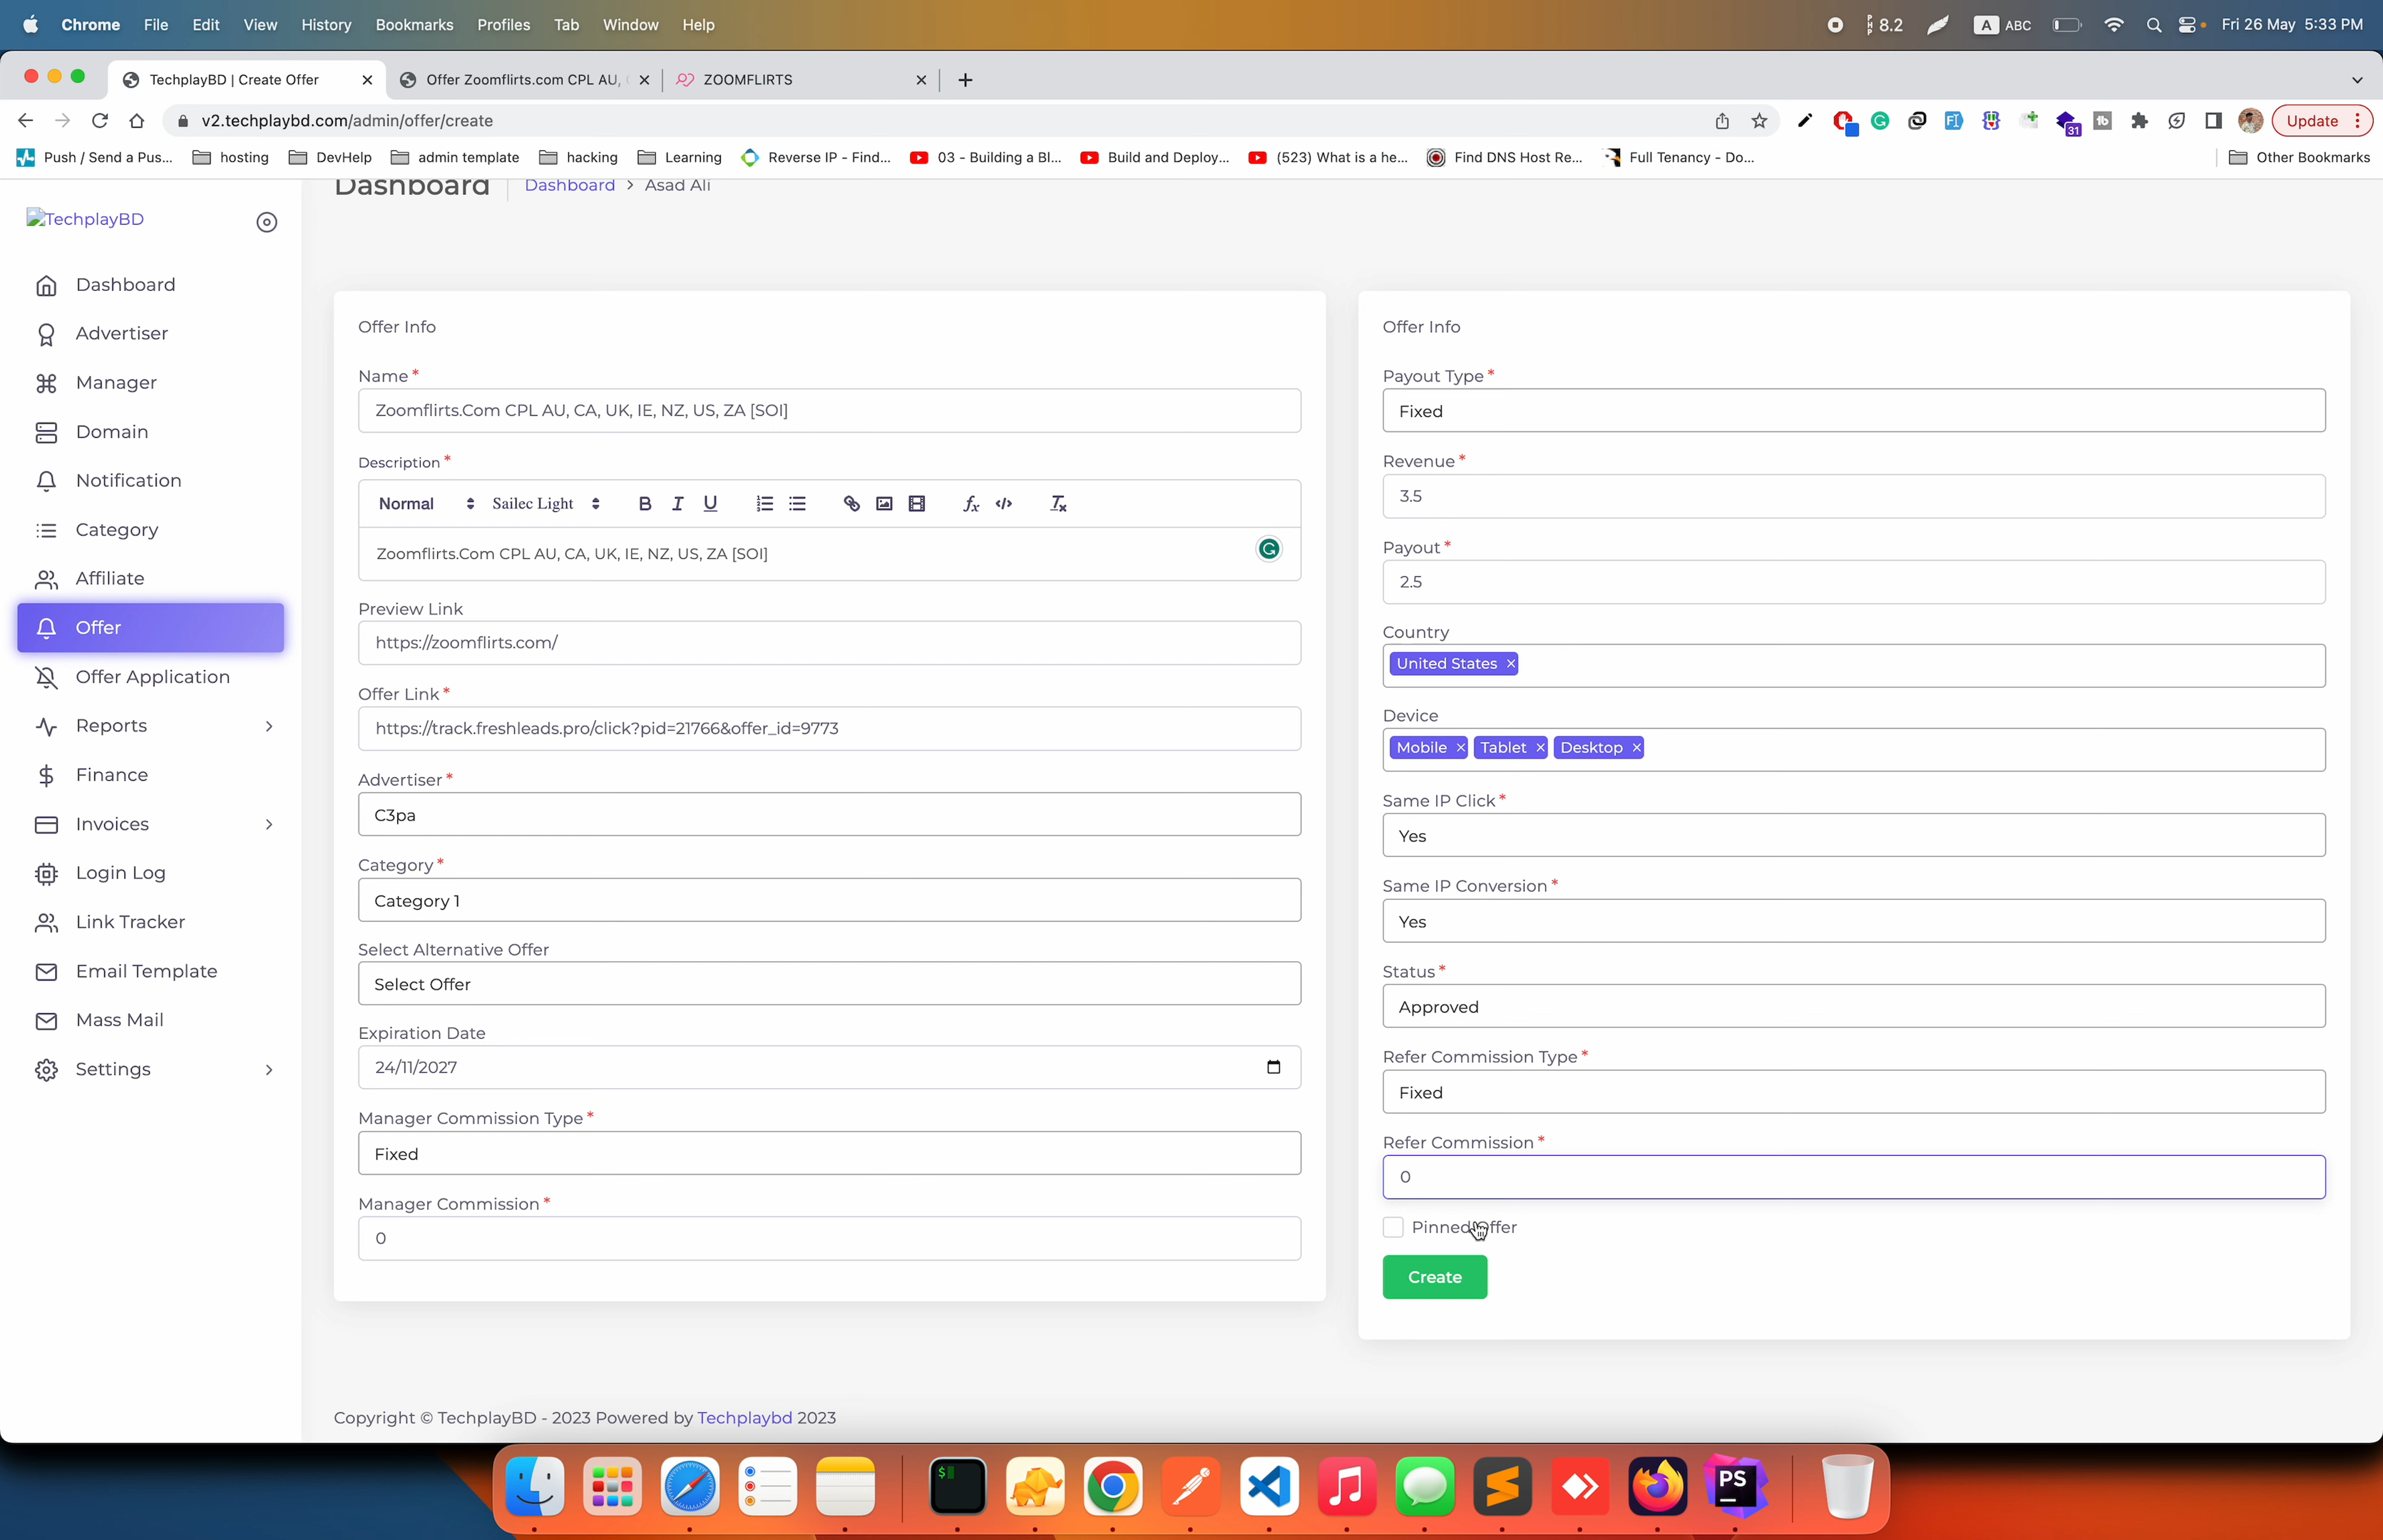 Chrome File Edit View History Bookmarks Profiles Tab Window Help 8.2 A ABC Fri 26 May 5:33 PM
TechplayBD | Create Offer Offer Zoomflirts.com CPL AU, ZOOMFLIRTS
v2.techplaybd.com/admin/offer/create 31 Update
Push / Send a Pus... hosting DevHelp admin template hacking Learning Reverse IP - Find... 03 - Building a Bl... Build and Deploy... (523) What is a he... Find DNS Host Re... Full Tenancy - Do... Other Bookmarks
Dashboard Dashboard > Asad Ali
TechplayBD
Dashboard
Advertiser
Manager
Domain
Notification
Category
Affiliate
Offer
Offer Application
Reports
Finance
Invoices
Login Log
Link Tracker
Email Template
Mass Mail
Settings
Offer Info
Name *
Zoomflirts.Com CPL AU, CA, UK, IE, NZ, US, ZA [SOI]
Description *
Normal Sailec Light B I U
Zoomflirts.Com CPL AU, CA, UK, IE, NZ, US, ZA [SOI]
Preview Link
https://zoomflirts.com/
Offer Link *
https://track.freshleads.pro/click?pid=21766&offer_id=9773
Advertiser *
C3pa
Category *
Category 1
Select Alternative Offer
Select Offer
Expiration Date
24/11/2027
Manager Commission Type *
Fixed
Manager Commission *
0
Offer Info
Payout Type *
Fixed
Revenue *
3.5
Payout *
2.5
Country
United States ×
Device
Mobile × Tablet × Desktop ×
Same IP Click *
Yes
Same IP Conversion *
Yes
Status *
Approved
Refer Commission Type *
Fixed
Refer Commission *
0
Pinned Offer
Create
Copyright © TechplayBD - 2023 Powered by Techplaybd 2023
PS